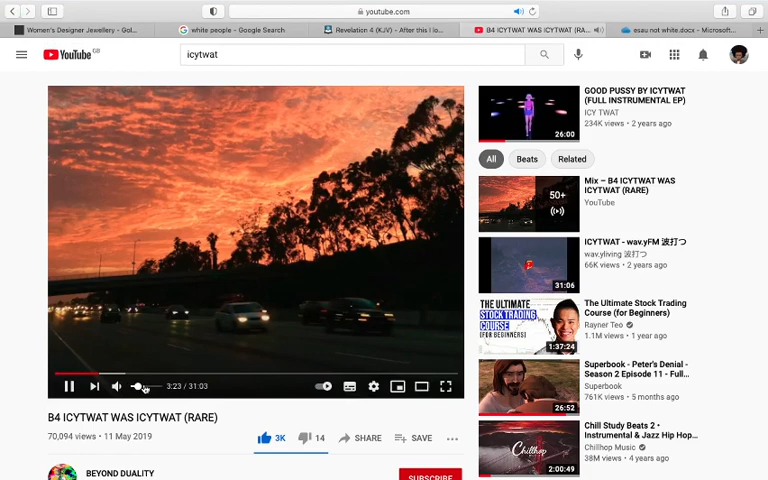 youtube.com
Women's Designer Jewellery - Gol...
white people - Google Search
Revelation 4 (KJV) - After this I lo...
B4 ICYTWAT WAS ICYTWAT (RA...
esau not white.docx - Microsoft...
YouTube GB
icytwat
GOOD PUSSY BY ICYTWAT
(FULL INSTRUMENTAL EP)
ICY TWAT
234K views • 2 years ago
26:00
All
Beats
Related
Mix – B4 ICYTWAT WAS
ICYTWAT (RARE)
YouTube
50+
ICYTWAT - wav.yFM 波打つ
wav.yliving 波打つ
66K views • 2 years ago
31:06
THE ULTIMATE
STOCK TRADING
COURSE
(FOR BEGINNERS)
1:37:24
The Ultimate Stock Trading
Course (for Beginners)
Rayner Teo
1.1M views • 1 year ago
Superbook - Peter's Denial -
Season 2 Episode 11 - Full...
Superbook
761K views • 5 months ago
26:52
Chill Study Beats 2 •
Instrumental & Jazz Hip Hop...
Chillhop Music
38M views • 4 years ago
Chillhop
2:00:49
3:23 / 31:03
B4 ICYTWAT WAS ICYTWAT (RARE)
70,094 views • 11 May 2019
3K
14
SHARE
SAVE
BEYOND DUALITY
SUBSCRIBE